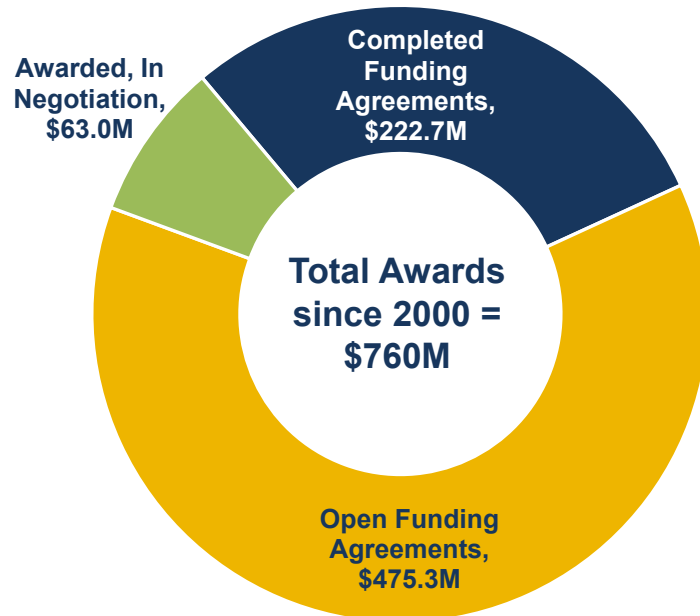 Completed
Funding
Agreements,
$222.7M
Awarded, In
Negotiation,
$63.0M
Total Awards
since 2000 =
$760M
Open Funding
Agreements,
$475.3M